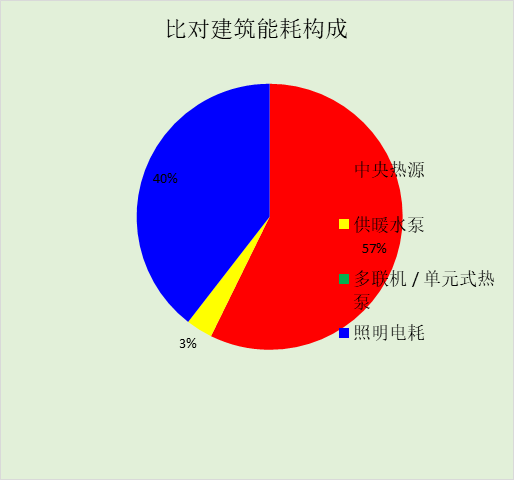 比对建筑能耗构成
中央热源
40%
供暖水泵
57%
多联机 / 单元式热
泵
照明电耗
3%